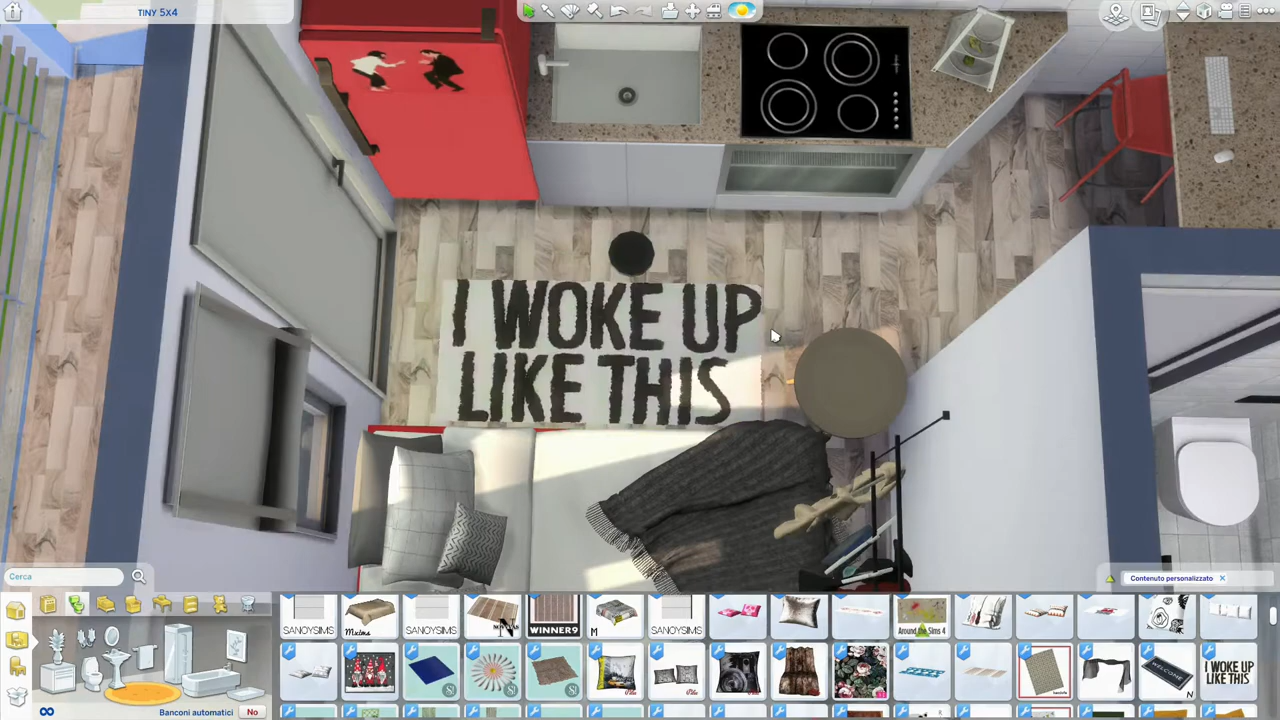 TINY 5X4
I WOKE UP
LIKE THIS
Cerca
Contenuto personalizzato
SANOYSIMS
Mxims
SANOYSIMS
WINNER9
M
SANOYSIMS
Around the Sims 4
WELCOME
N
I WOKE UP
LIKE THIS
Banconi automatici
No